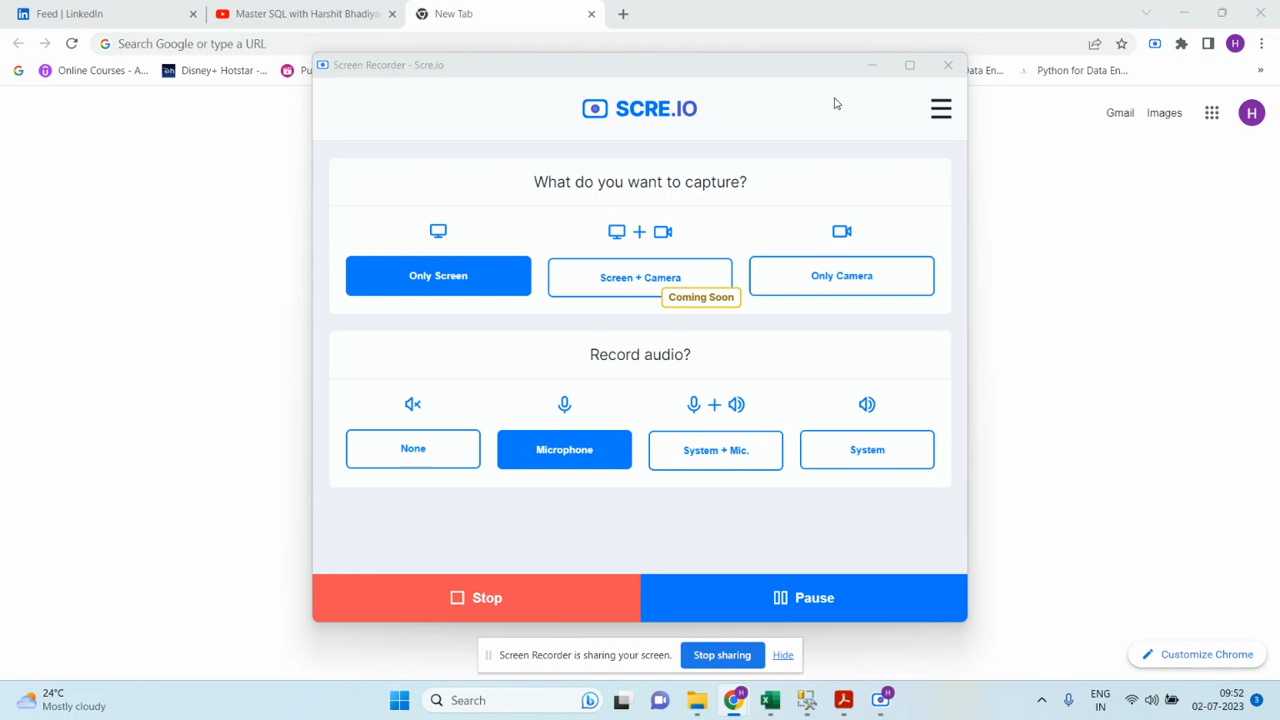 Feed | LinkedIn
Master SQL with Harshit Bhadiya
New Tab
Search Google or type a URL
Online Courses - A...
Disney+ Hotstar -...
Python for Data En...
Screen Recorder - Scre.io
SCRE.IO
Gmail
Images
H
What do you want to capture?
Only Screen
Screen + Camera
Only Camera
Coming Soon
Record audio?
None
Microphone
System + Mic.
System
Stop
Pause
Screen Recorder is sharing your screen.
Stop sharing
Hide
Customize Chrome
24°C
Mostly cloudy
Search
ENG
IN
09:52
02-07-2023
3